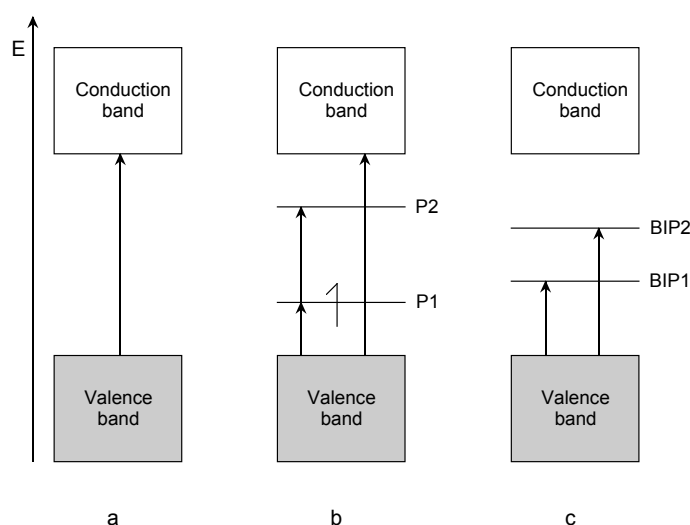 E
Conduction
band
Conduction
band
Conduction
band
P2
BIP2
P1
BIP1
Valence
band
Valence
band
Valence
band
a
b
c